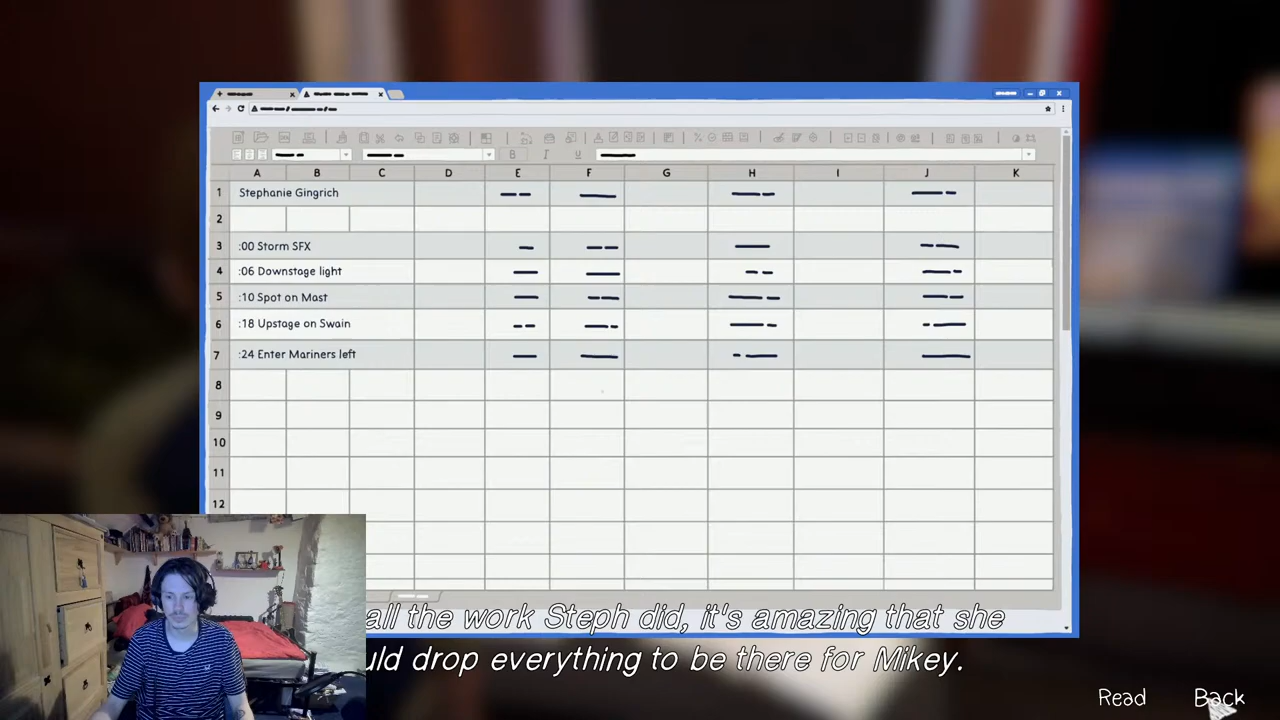 A B C D E F G H I J K
1 Stephanie Gingrich
2
3 :00 Storm SFX
4 :06 Downstage light
5 :10 Spot on Mast
6 :18 Upstage on Swain
7 :24 Enter Mariners left
8
9
10
11
12
all the work Steph did, it's amazing that she
uld drop everything to be there for Mikey.
Read Back